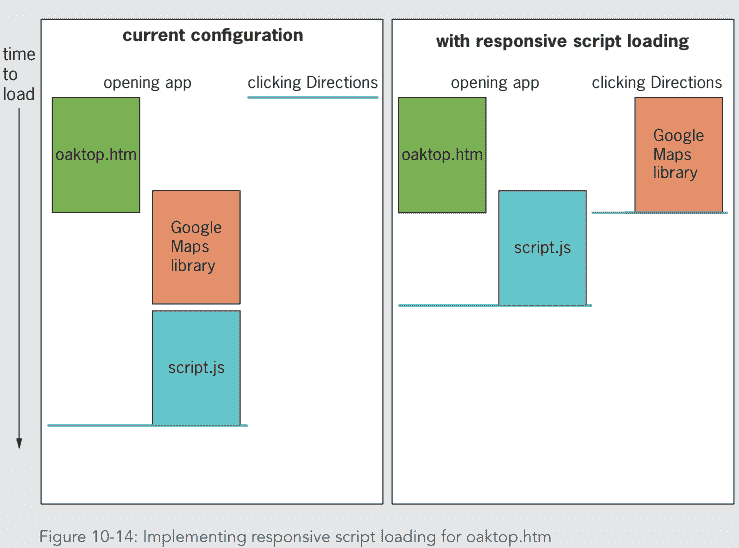 time
to
load
current configuration
opening app
clicking Directions
oaktop.htm
Google
Maps
library
script.js
with responsive script loading
opening app
clicking Directions
oaktop.htm
script.js
Google
Maps
library
Figure 10-14: Implementing responsive script loading for oaktop.htm